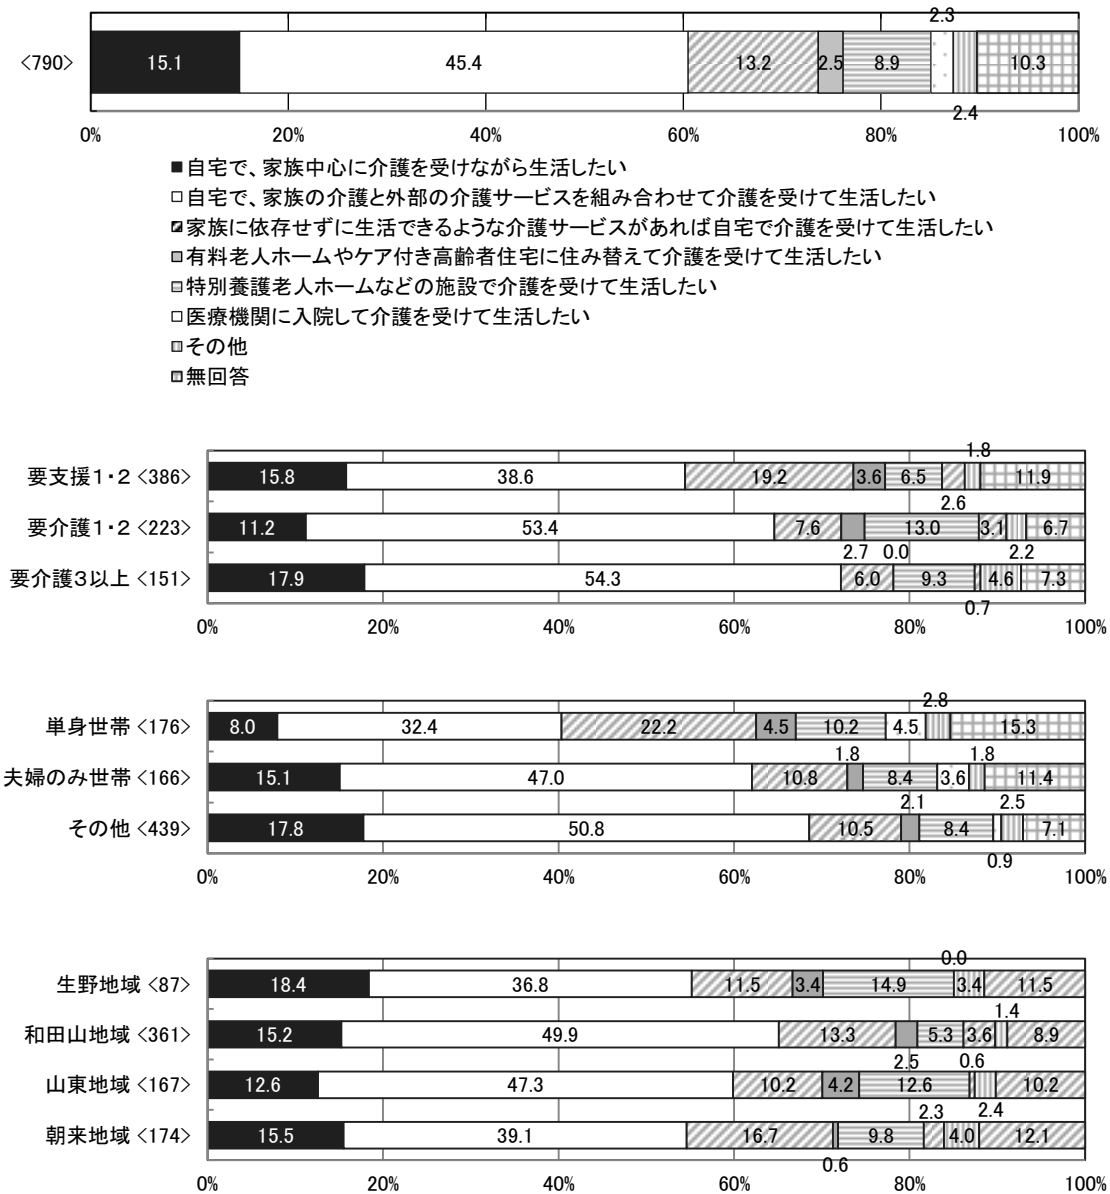 2.3
<790> 15.1 45.4 13.2 2.5 8.9 10.3
2.4
0% 20% 40% 60% 80% 100%
■自宅で、家族中心に介護を受けながら生活したい
□自宅で、家族の介護と外部の介護サービスを組み合わせて介護を受けて生活したい
家族に依存せずに生活できるような介護サービスがあれば自宅で介護を受けて生活したい
有料老人ホームやケア付き高齢者住宅に住み替えて介護を受けて生活したい
特別養護老人ホームなどの施設で介護を受けて生活したい
□医療機関に入院して介護を受けて生活したい
その他
無回答
1.8
要支援1・2 <386> 15.8 38.6 19.2 3.6 6.5 11.9
2.6
要介護1・2 <223> 11.2 53.4 7.6 13.0 3.1 6.7
2.7 0.0 2.2
要介護3以上 <151> 17.9 54.3 6.0 9.3 4.6 7.3
0.7
0% 20% 40% 60% 80% 100%
2.8
単身世帯 <176> 8.0 32.4 22.2 4.5 10.2 4.5 15.3
1.8 1.8
夫婦のみ世帯 <166> 15.1 47.0 10.8 8.4 3.6 11.4
2.1 2.5
その他 <439> 17.8 50.8 10.5 8.4 7.1
0.9
0% 20% 40% 60% 80% 100%
0.0
生野地域 <87> 18.4 36.8 11.5 3.4 14.9 3.4 11.5
1.4
和田山地域 <361> 15.2 49.9 13.3 5.3 3.6 8.9
2.5 0.6
山東地域 <167> 12.6 47.3 10.2 4.2 12.6 10.2
2.3 2.4
朝来地域 <174> 15.5 39.1 16.7 9.8 4.0 12.1
0.6
0% 20% 40% 60% 80% 100%